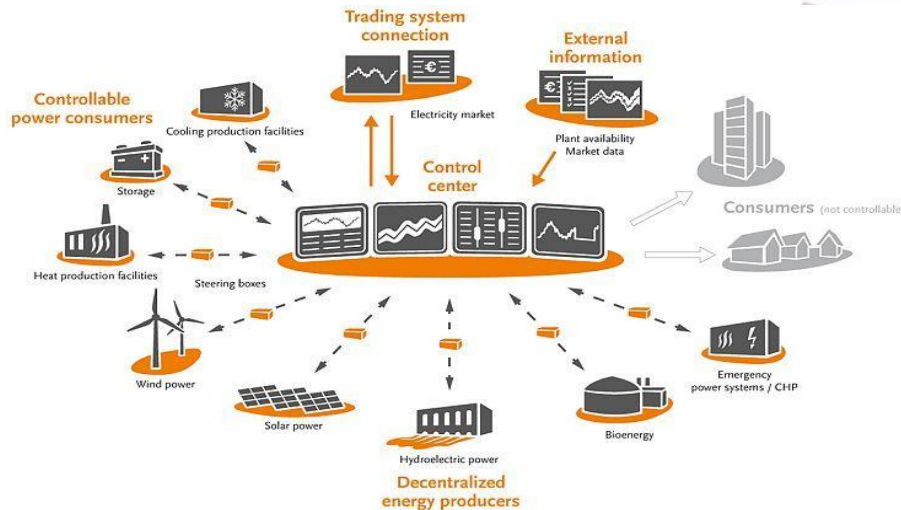 Trading system
connection
Electricity market
External
information
Plant availability
Market data
Controllable
power consumers
Cooling production facilities
Storage
Heat production facilities
Steering boxes
Control
center
Consumers (not controllable
Wind power
Solar power
Hydroelectric power
Decentralized
energy producers
Bioenergy
Emergency
power systems / CHP